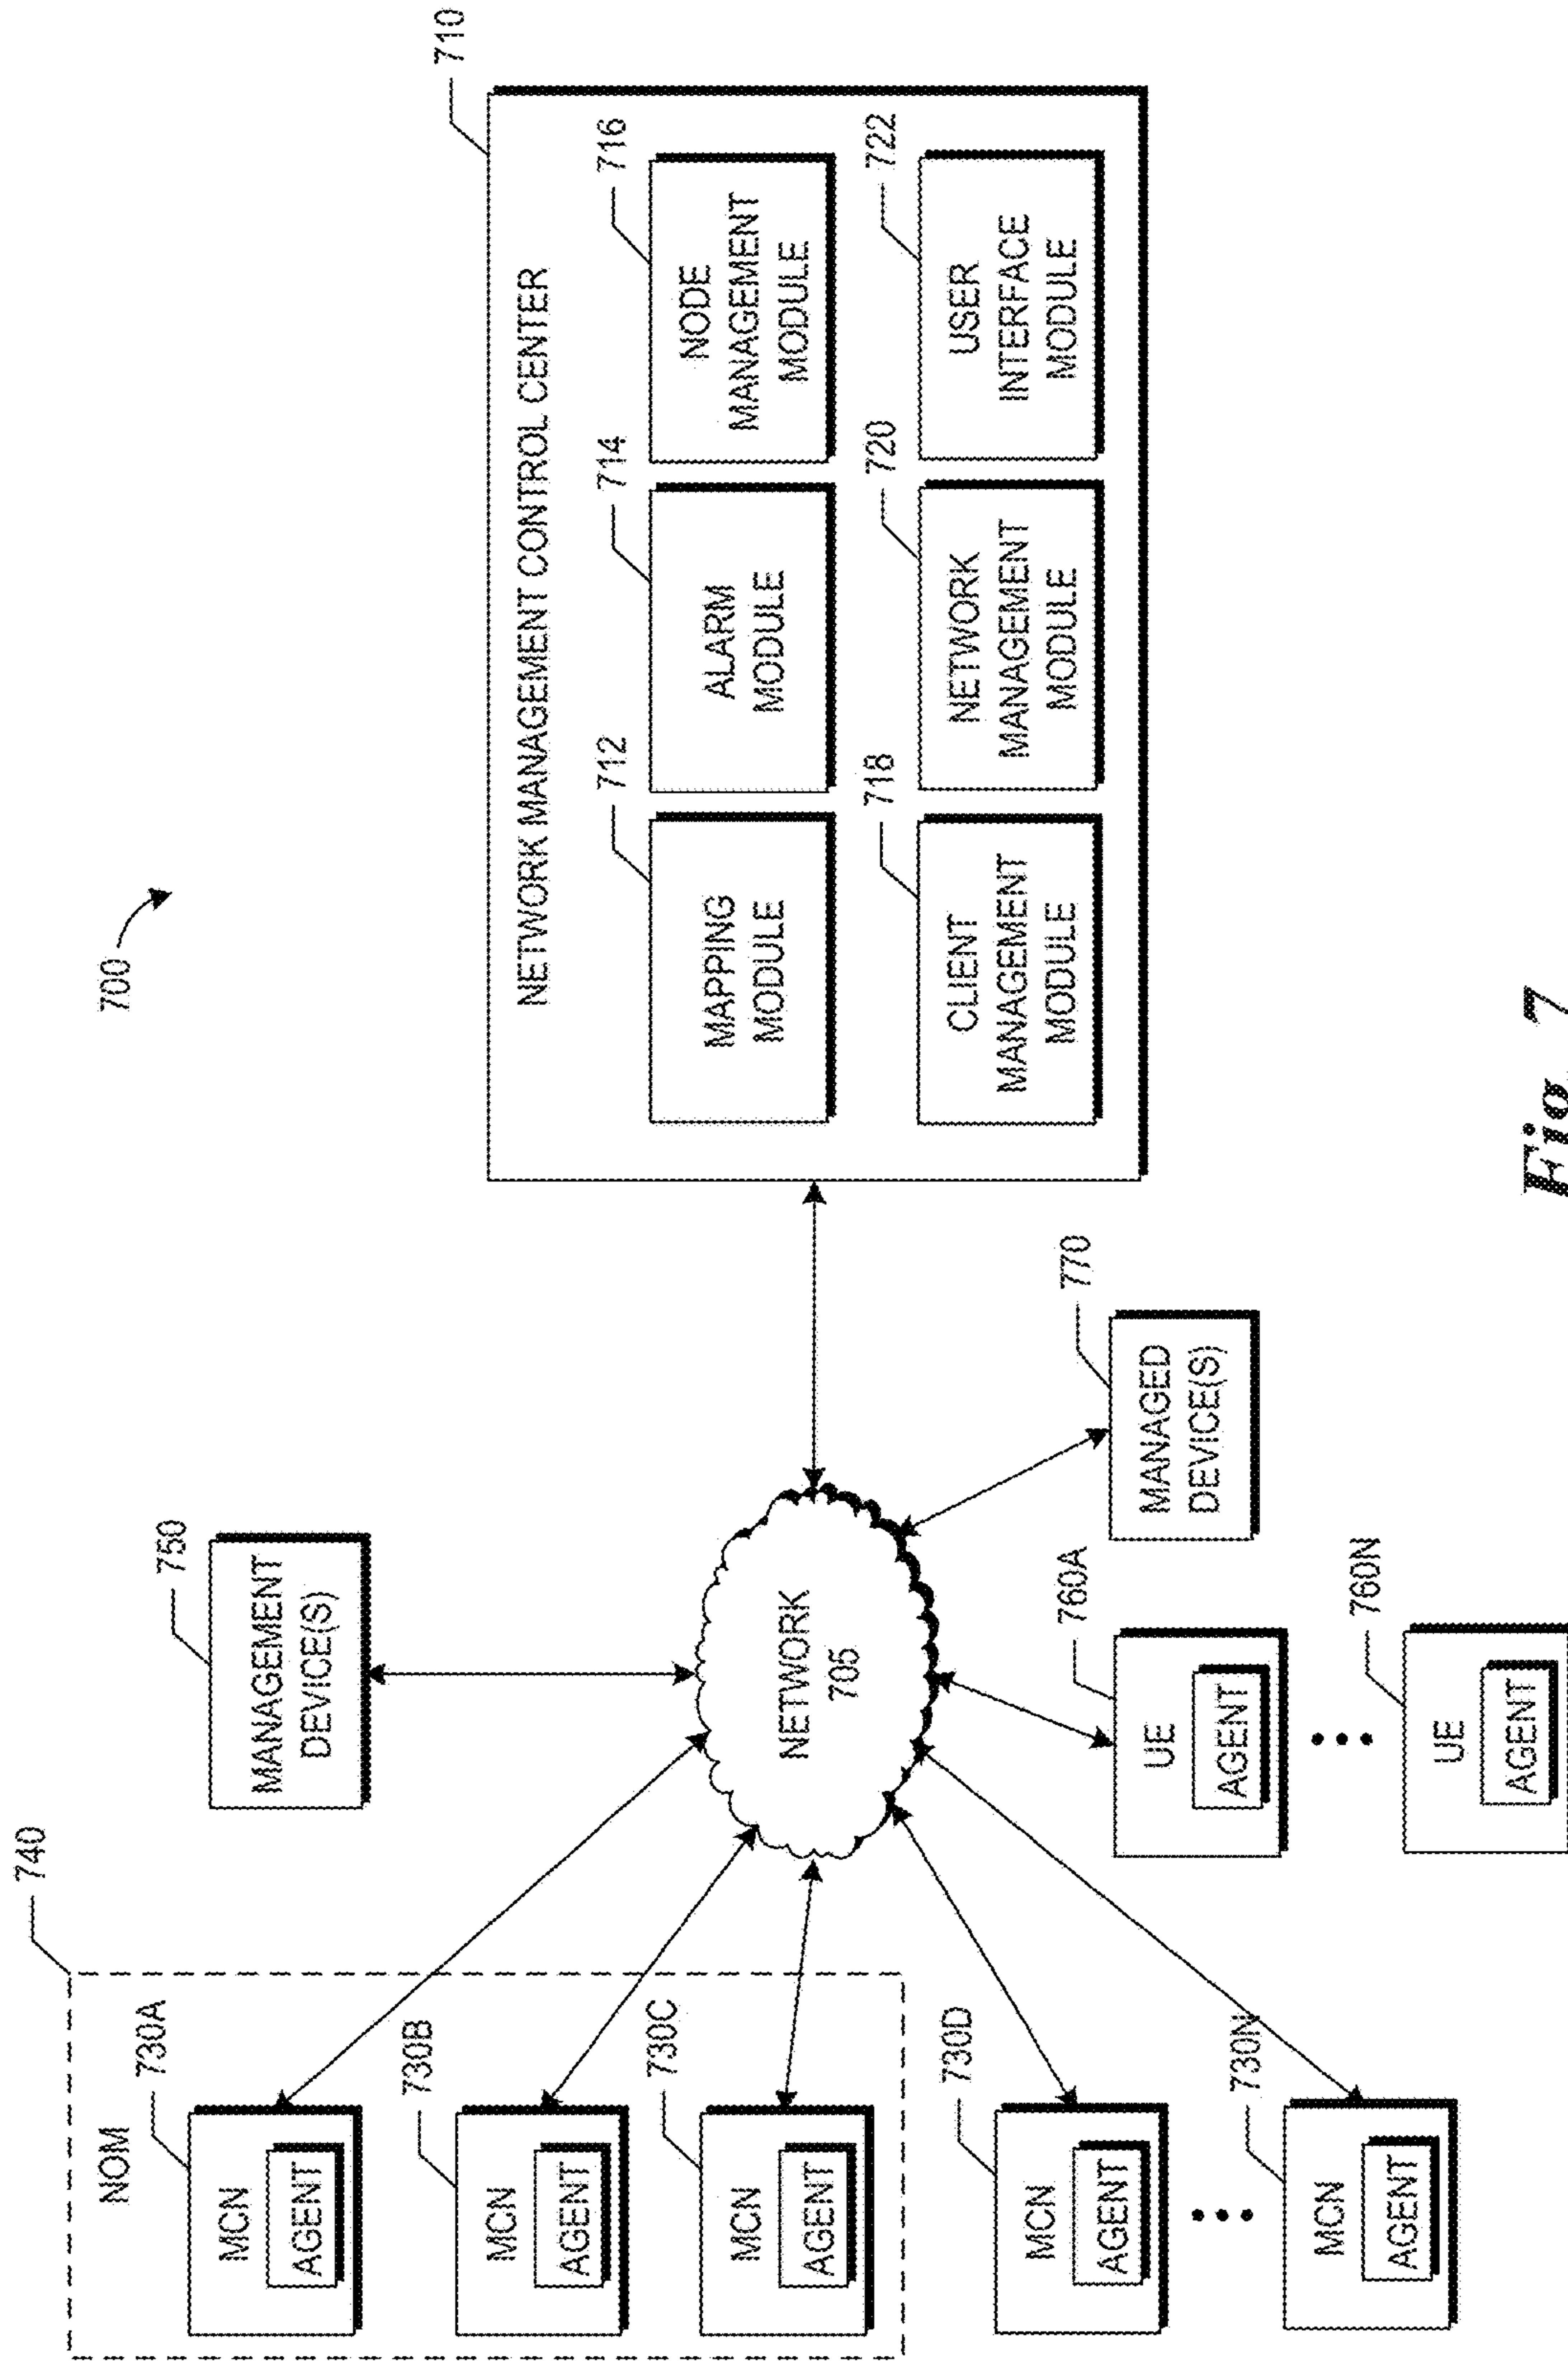 700
740
NOM
730A
MCN
AGENT
730B
MCN
AGENT
730C
MCN
AGENT
730D
MCN
AGENT
730N
MCN
AGENT
750
MANAGEMENT
DEVICE(S)
NETWORK
705
760A
UE
AGENT
760N
UE
AGENT
770
MANAGED
DEVICE(S)
710
NETWORK MANAGEMENT CONTROL CENTER
712
MAPPING
MODULE
714
ALARM
MODULE
716
NODE
MANAGEMENT
MODULE
718
CLIENT
MANAGEMENT
MODULE
720
NETWORK
MANAGEMENT
MODULE
722
USER
INTERFACE
MODULE
Fig. 7